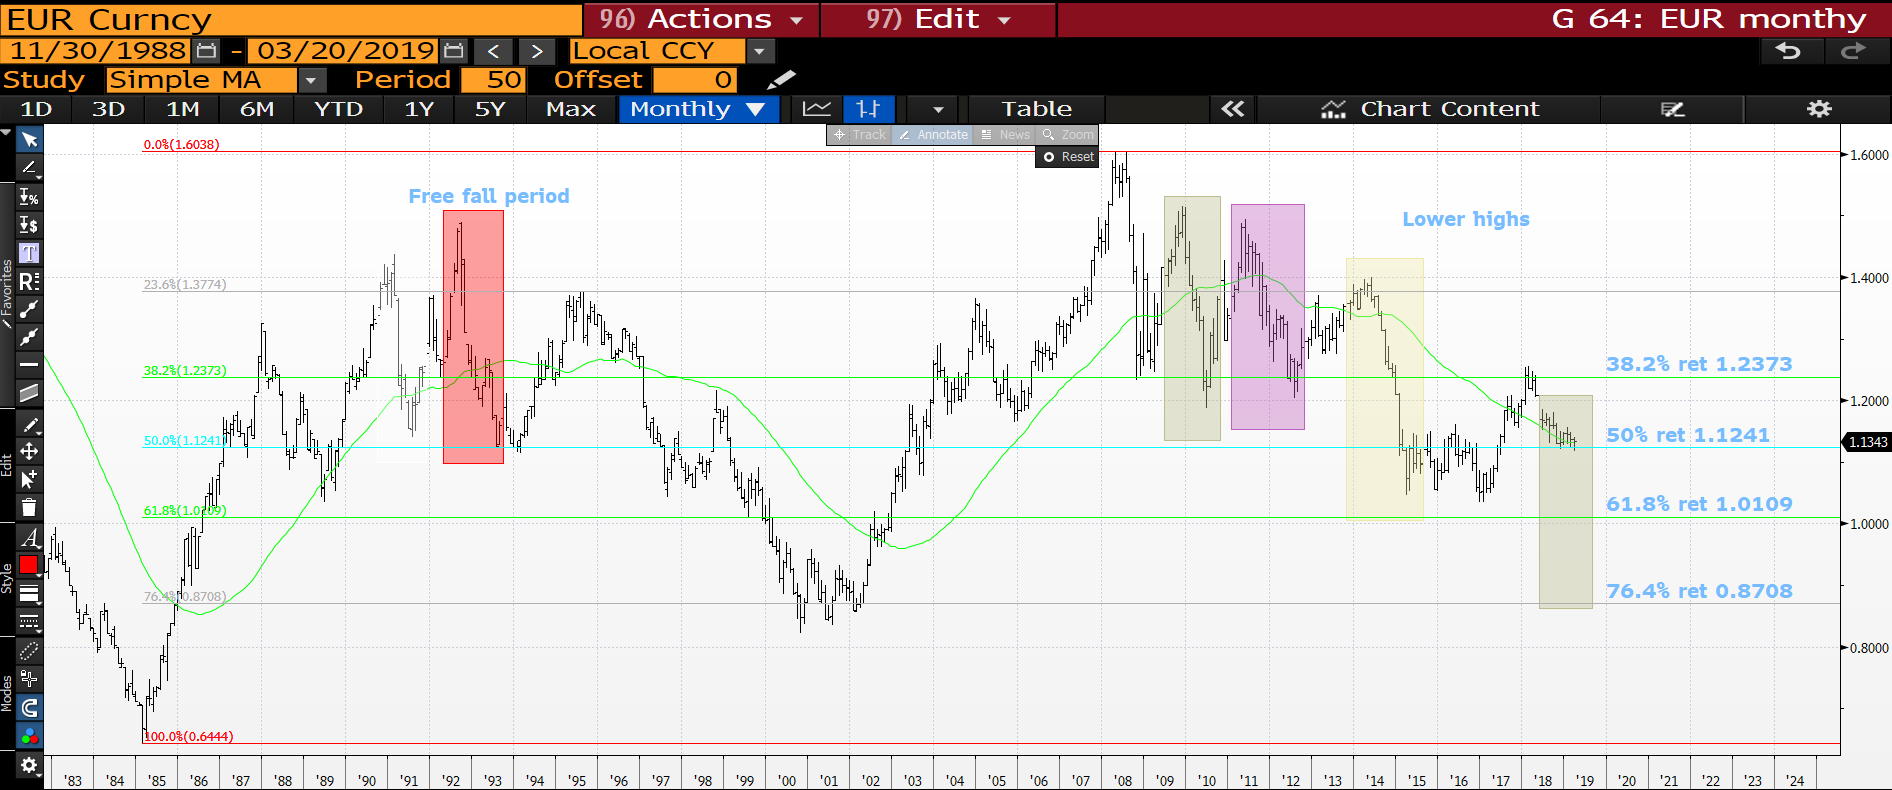 EUR Curncy
96) Actions
97) Edit
G 64: EUR monthy
11/30/1988 - 03/20/2019 < > Local CCY
Study Simple MA Period 50 Offset 0
1D 3D 1M 6M YTD 1Y 5Y Max Monthly Table « Chart Content
Track Annotate News Zoom
Reset
Favorites
Edit
Style
Modes
0.0%(1.6038)
Free fall period
Lower highs
23.6%(1.3774)
38.2%(1.2373)
38.2% ret 1.2373
50.0%(1.1241)
50% ret 1.1241
61.8%(1.0109)
61.8% ret 1.0109
76.4%(0.8708)
76.4% ret 0.8708
100.0%(0.6444)
1.6000
1.4000
1.2000
1.1343
1.0000
0.8000
'83 '84 '85 '86 '87 '88 '89 '90 '91 '92 '93 '94 '95 '96 '97 '98 '99 '00 '01 '02 '03 '04 '05 '06 '07 '08 '09 '10 '11 '12 '13 '14 '15 '16 '17 '18 '19 '20 '21 '22 '23 '24